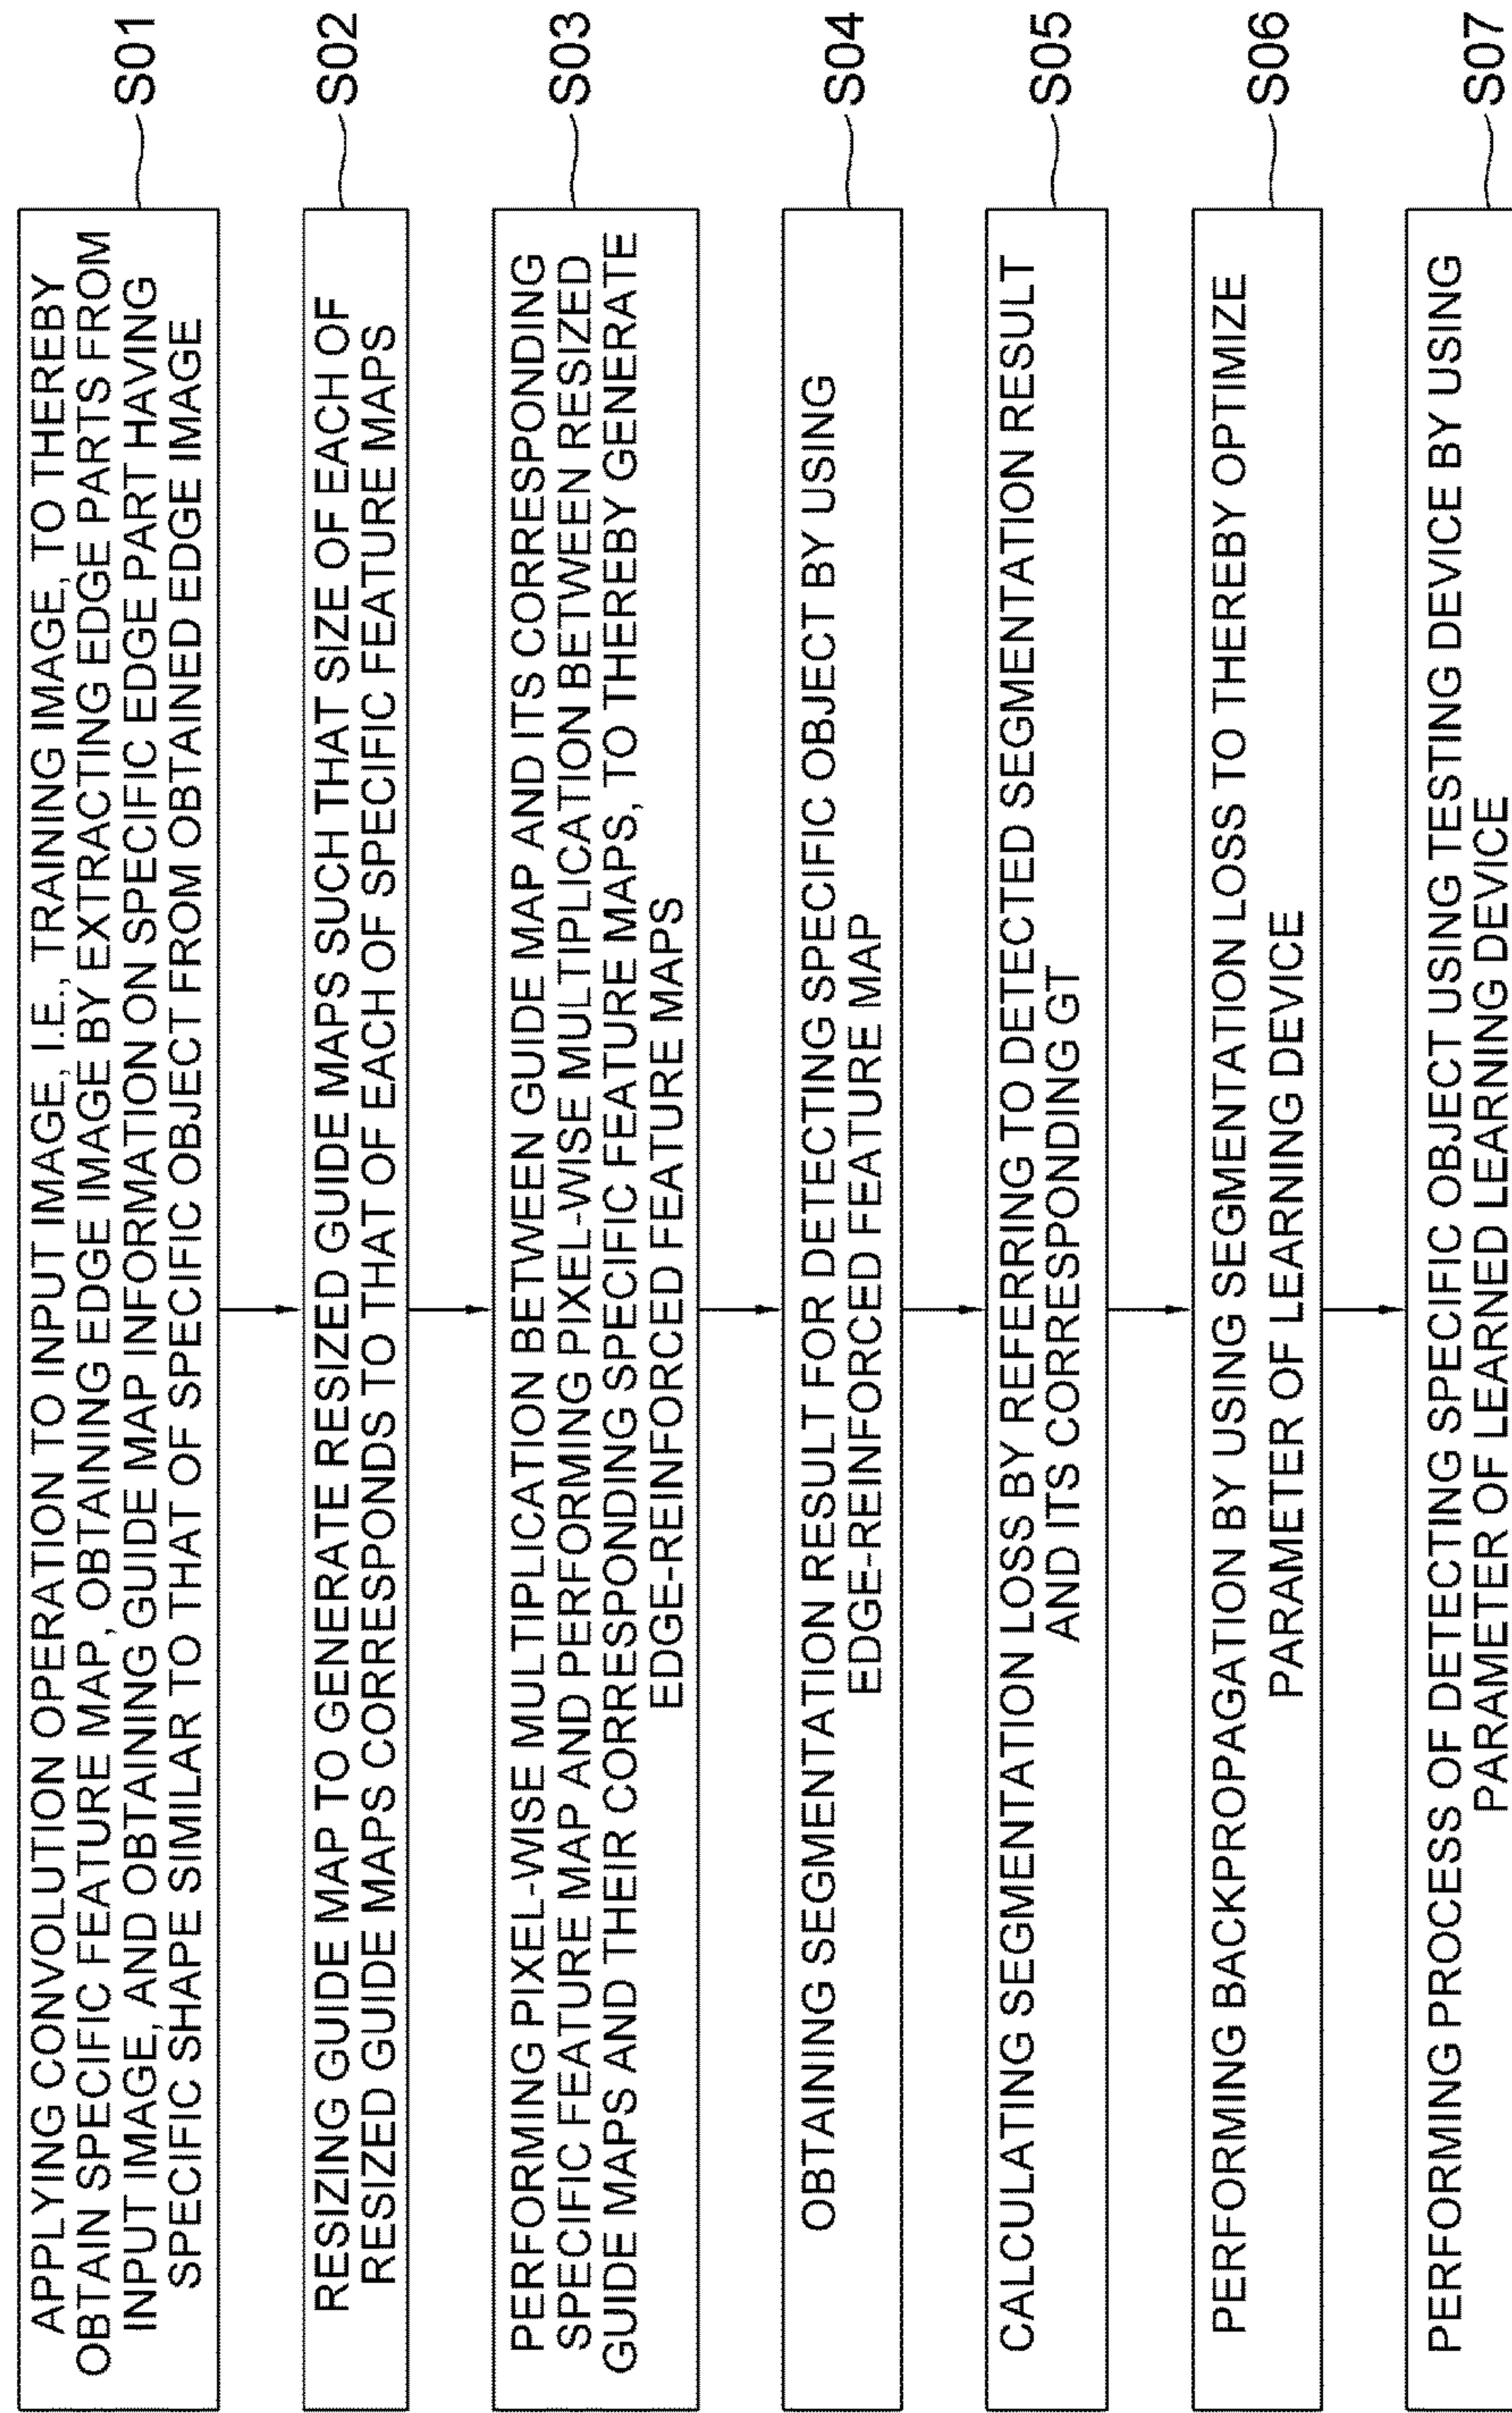 APPLYING CONVOLUTION OPERATION TO INPUT IMAGE, I.E., TRAINING IMAGE, TO THEREBY
OBTAIN SPECIFIC FEATURE MAP, OBTAINING EDGE IMAGE BY EXTRACTING EDGE PARTS FROM
INPUT IMAGE, AND OBTAINING GUIDE MAP INFORMATION ON SPECIFIC EDGE PART HAVING
SPECIFIC SHAPE SIMILAR TO THAT OF SPECIFIC OBJECT FROM OBTAINED EDGE IMAGE
S01
RESIZING GUIDE MAP TO GENERATE RESIZED GUIDE MAPS SUCH THAT SIZE OF EACH OF
RESIZED GUIDE MAPS CORRESPONDS TO THAT OF EACH OF SPECIFIC FEATURE MAPS
S02
PERFORMING PIXEL-WISE MULTIPLICATION BETWEEN GUIDE MAP AND ITS CORRESPONDING
SPECIFIC FEATURE MAP AND PERFORMING PIXEL-WISE MULTIPLICATION BETWEEN RESIZED
GUIDE MAPS AND THEIR CORRESPONDING SPECIFIC FEATURE MAPS, TO THEREBY GENERATE
EDGE-REINFORCED FEATURE MAPS
S03
OBTAINING SEGMENTATION RESULT FOR DETECTING SPECIFIC OBJECT BY USING
EDGE-REINFORCED FEATURE MAP
S04
CALCULATING SEGMENTATION LOSS BY REFERRING TO DETECTED SEGMENTATION RESULT
AND ITS CORRESPONDING GT
S05
PERFORMING BACKPROPAGATION BY USING SEGMENTATION LOSS TO THEREBY OPTIMIZE
PARAMETER OF LEARNING DEVICE
S06
PERFORMING PROCESS OF DETECTING SPECIFIC OBJECT USING TESTING DEVICE BY USING
PARAMETER OF LEARNED LEARNING DEVICE
S07